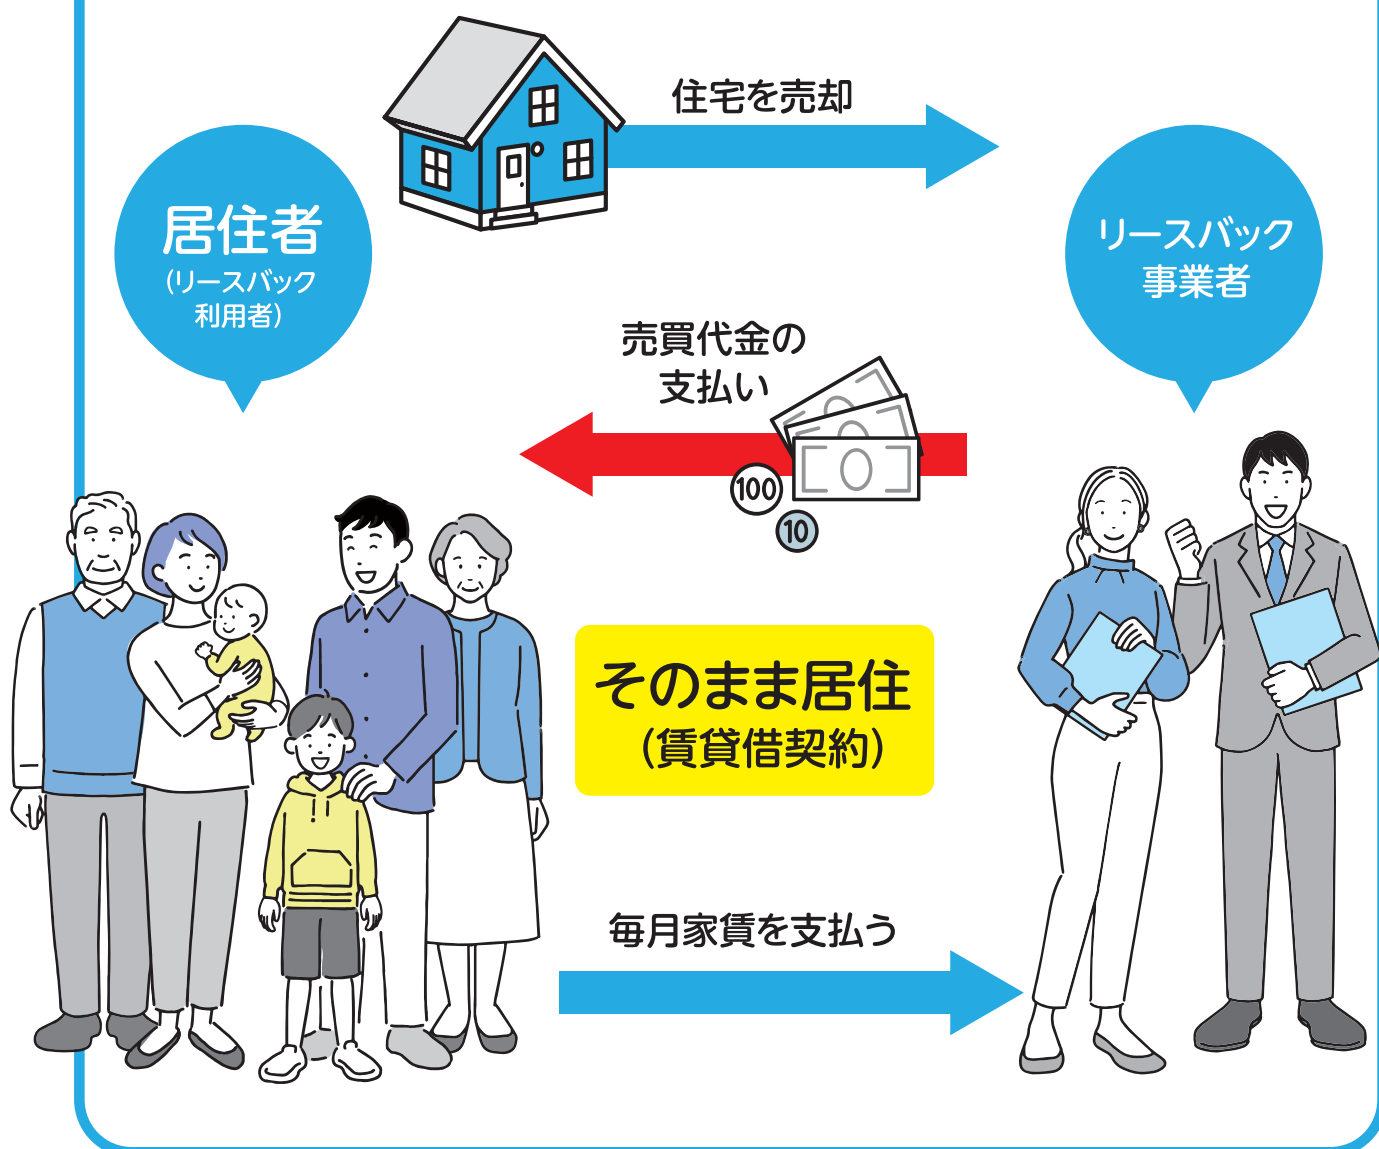 住宅を売却
居住者
(リースバック
利用者)
リースバック
事業者
売買代金の
支払い
100
10
そのまま居住
(賃貸借契約)
毎月家賃を支払う